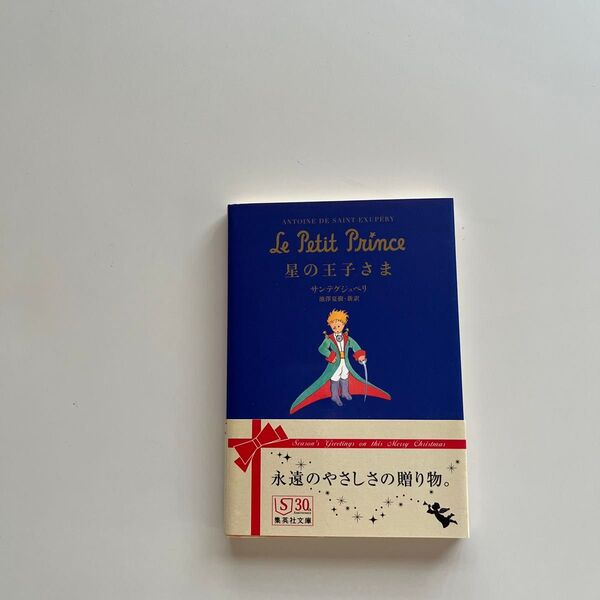 ANTOINE DE SAINT-EXUPÉRY
Le Petit Prince
星の王子さま
サンテグジュペリ
池澤夏樹・新訳
Season's Greetings on this Merry Christmas
永遠のやさしさの贈り物。
S 30th
Anniversary
集英社文庫